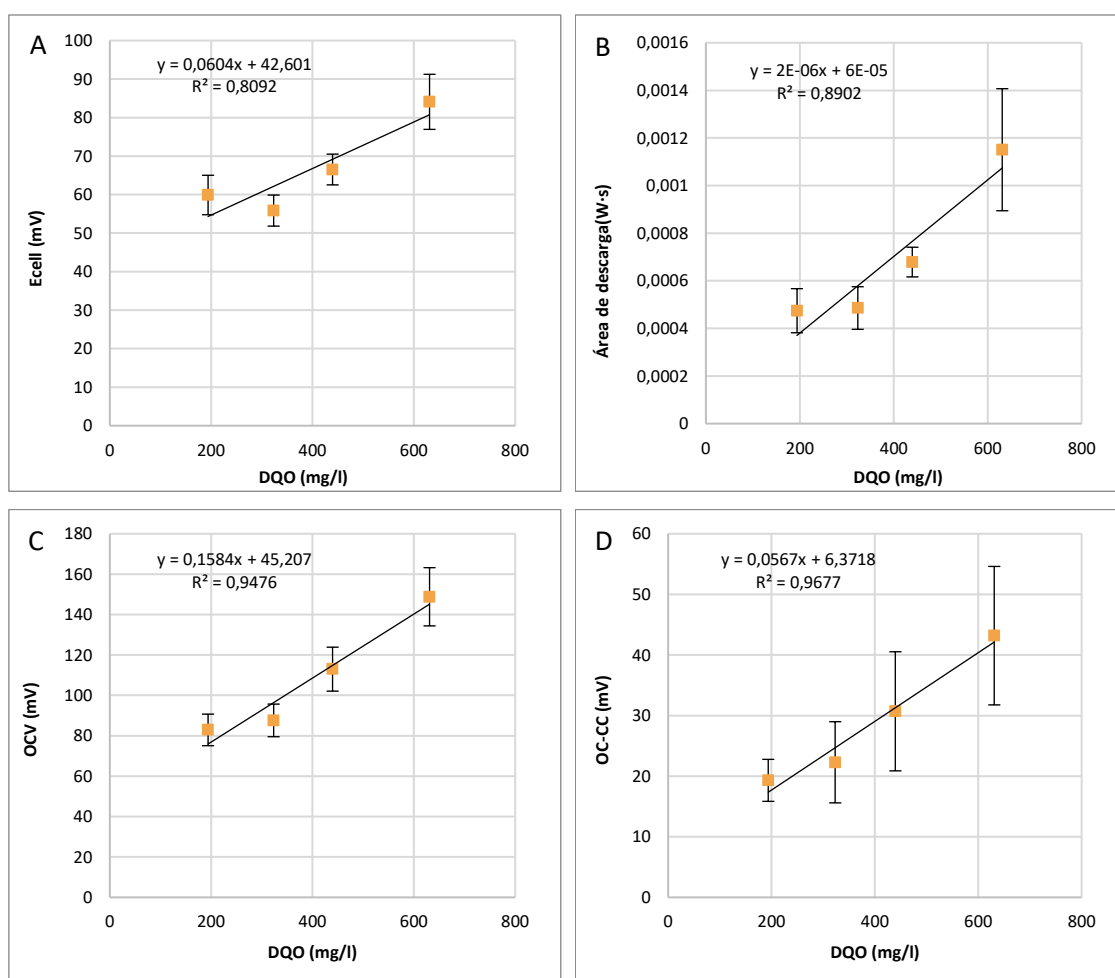 A
y = 0,0604x + 42,601
R² = 0,8092
100
90
80
70
60
50
40
30
20
10
0
Ecell (mV)
0 200 400 600 800
DQO (mg/l)
B
y = 2E-06x + 6E-05
R² = 0,8902
0,0016
0,0014
0,0012
0,001
0,0008
0,0006
0,0004
0,0002
0
Área de descarga(W·s)
0 200 400 600 800
DQO (mg/l)
C
y = 0,1584x + 45,207
R² = 0,9476
180
160
140
120
100
80
60
40
20
0
OCV (mV)
0 200 400 600 800
DQO (mg/l)
D
y = 0,0567x + 6,3718
R² = 0,9677
60
50
40
30
20
10
0
OC-CC (mV)
0 200 400 600 800
DQO (mg/l)